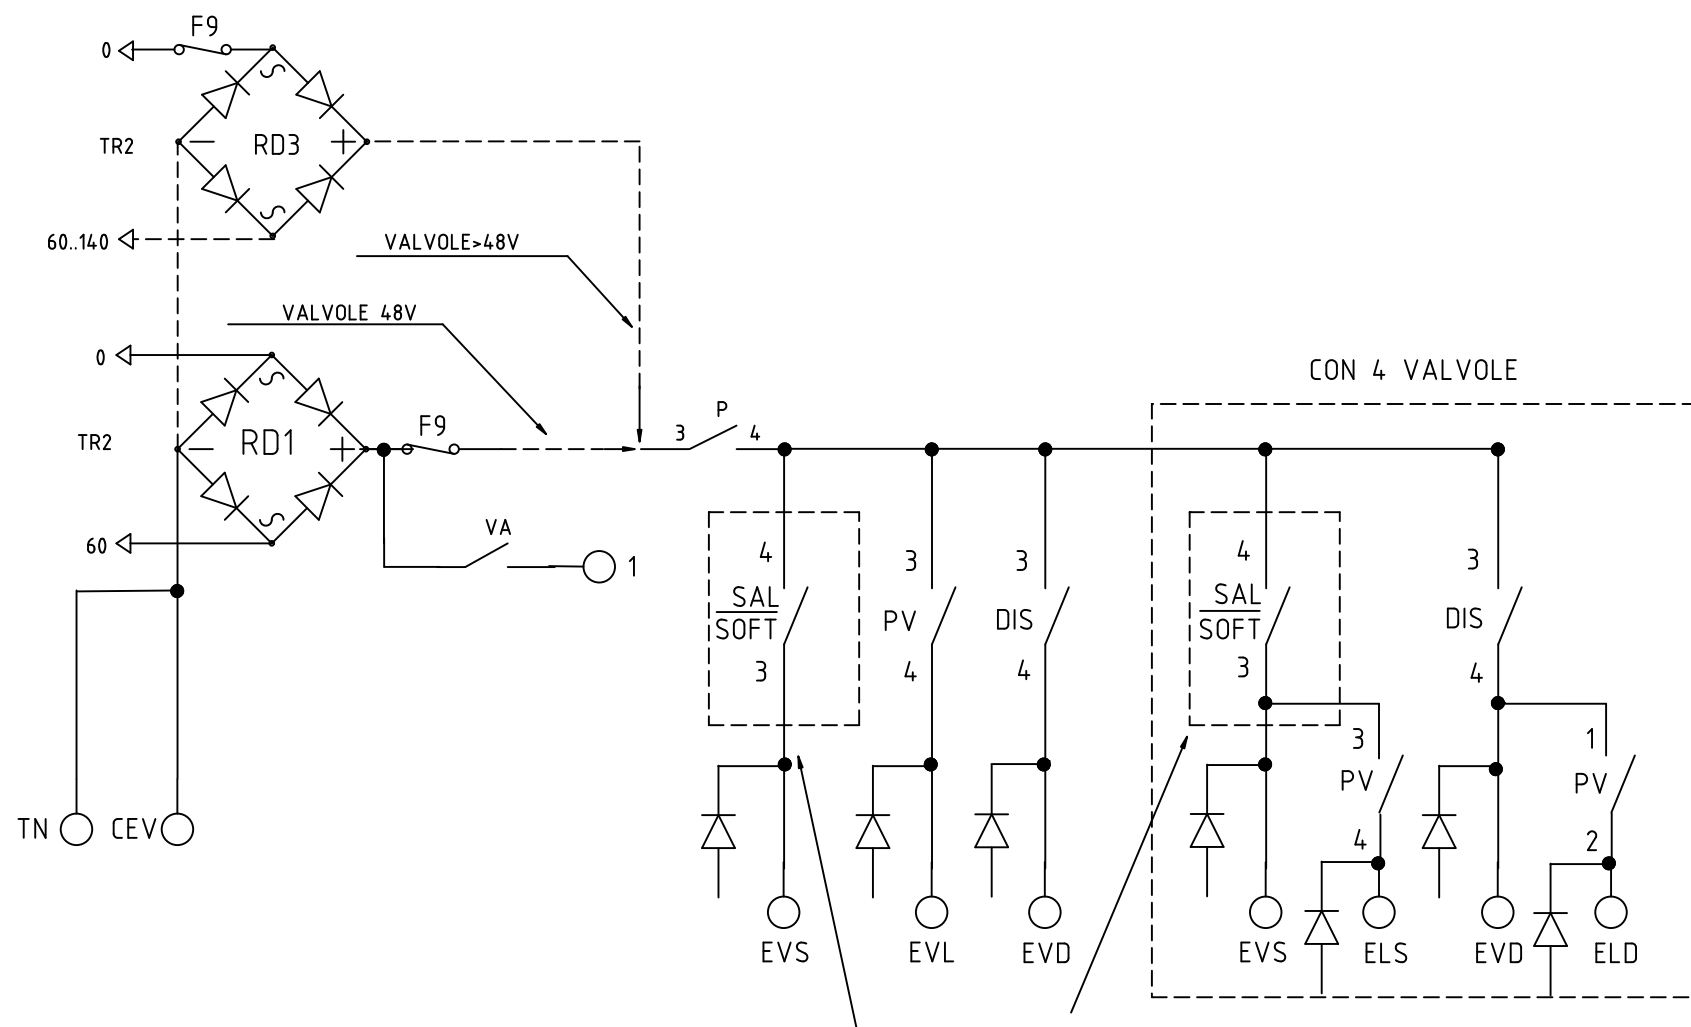 F9
0
TR2
RD3
60..140
VALVOLE>48V
VALVOLE 48V
0
CON 4 VALVOLE
TR2
RD1
F9
P
3
4
60
VA
1
4
3
3
4
3
SAL
SOFT
PV
DIS
SAL
SOFT
DIS
3
4
4
3
4
3
1
PV
PV
TN
CEV
4
2
EVS
EVL
EVD
EVS
ELS
EVD
ELD